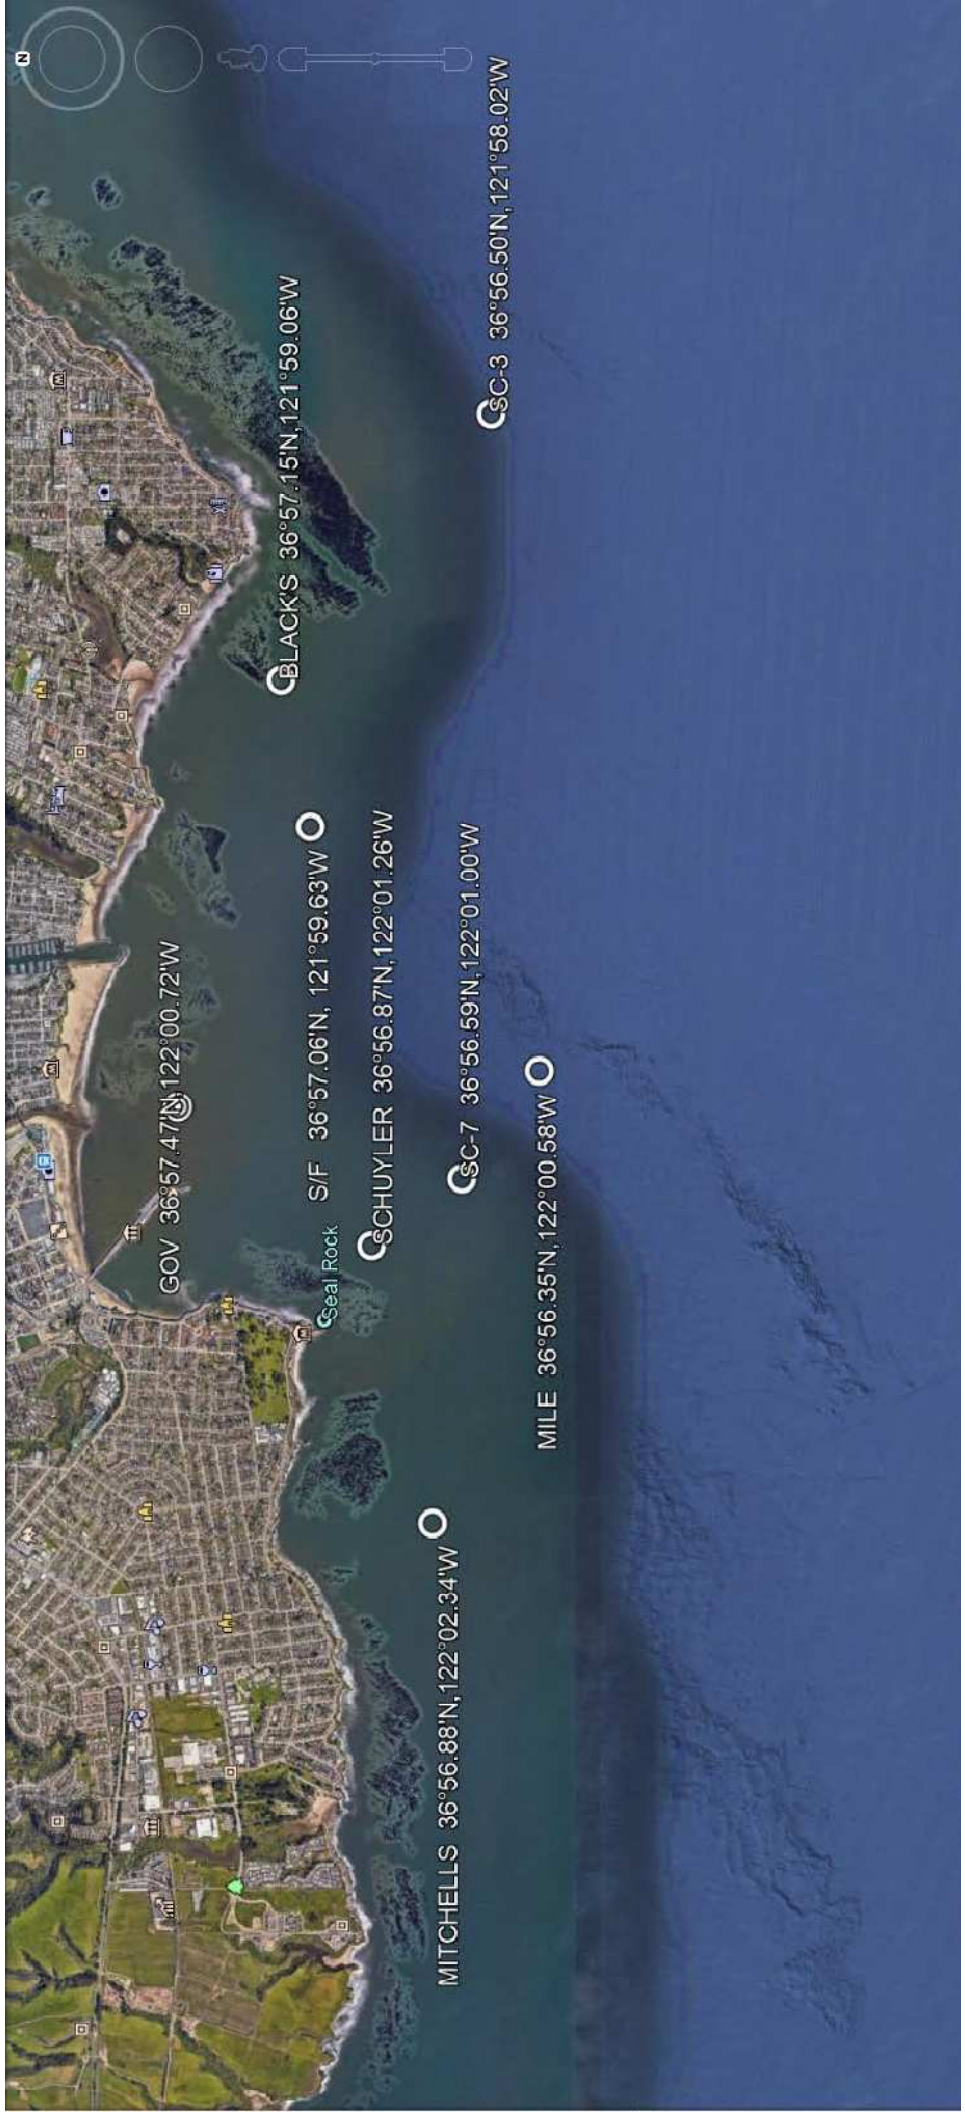 N
GOV 36°57.47'N,122°00.72'W
BLACK'S 36°57.15'N,121°59.06'W
S/F 36°57.06'N, 121°59.63'W
Seal Rock
SCHUYLER 36°56.87'N,122°01.26'W
MITCHELLS 36°56.88'N,122°02.34'W
SC-7 36°56.59'N,122°01.00'W
SC-3 36°56.50'N,121°58.02'W
MILE 36°56.35'N,122°00.58'W